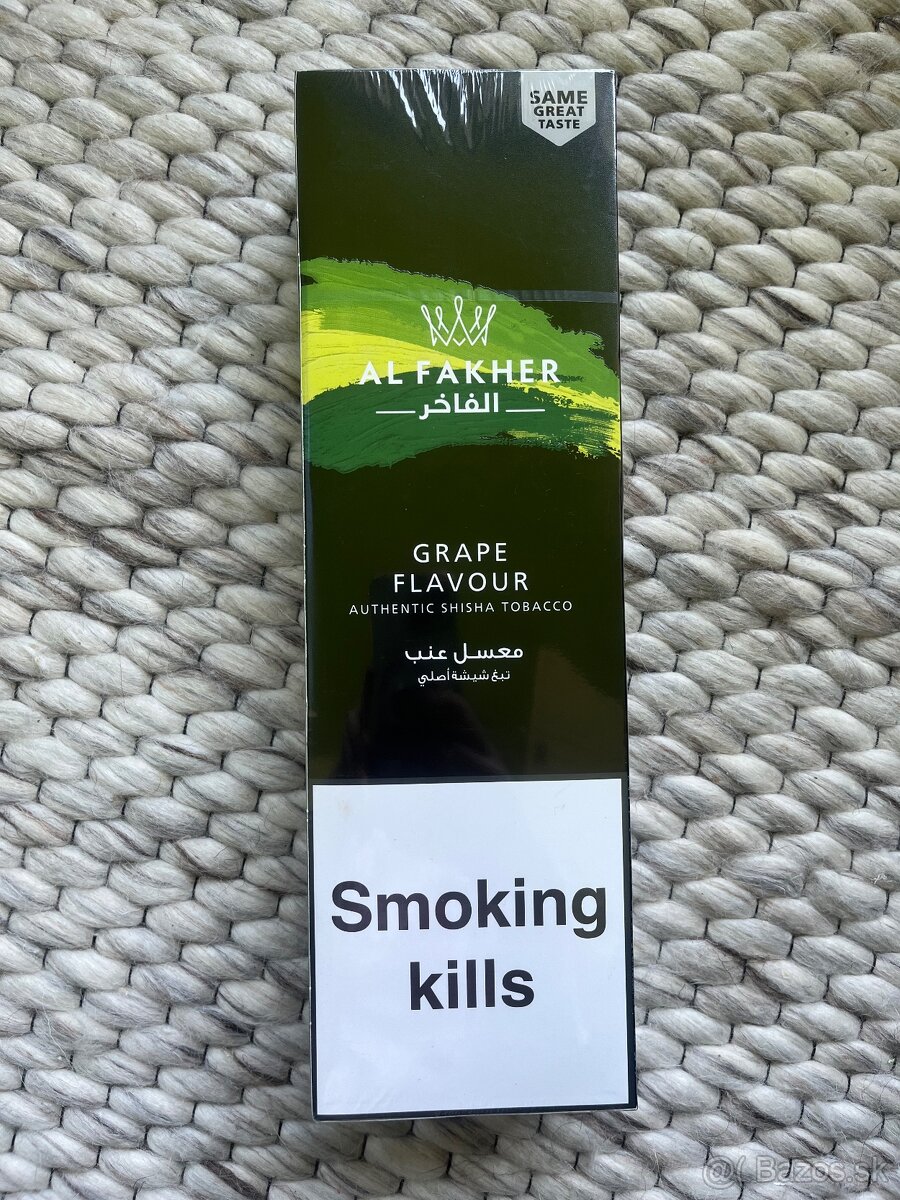 SAME
GREAT
TASTE
AL FAKHER
الفاخر
GRAPE
FLAVOUR
AUTHENTIC SHISHA TOBACCO
معسل عنب
تبغ شيشة أصلي
Smoking
kills
@( Bazos.sk